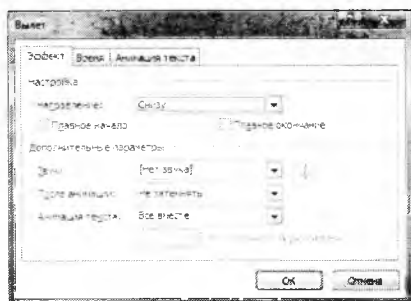 Вылет
Эффект Время Анимация текста
Настройка
Направление: Снизу
Плавное начало Плавное окончание
Дополнительные параметры
Звук: [Нет звука]
После анимации: Не затемнять
Анимация текста: Все вместе
ОК Отмена